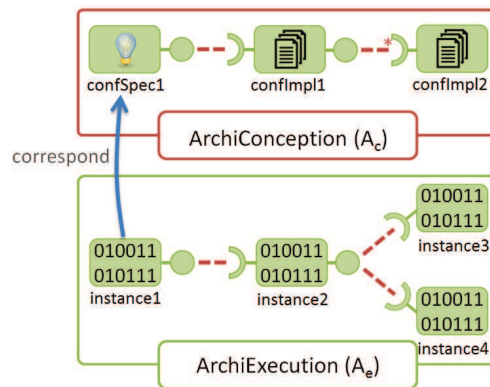 *
confSpec1 confImpl1 confImpl2
ArchiConception (Ac)
correspond
010011
010111
instance3
010011
010111
instance1
010011
010111
instance2
010011
010111
instance4
ArchiExecution (Ae)